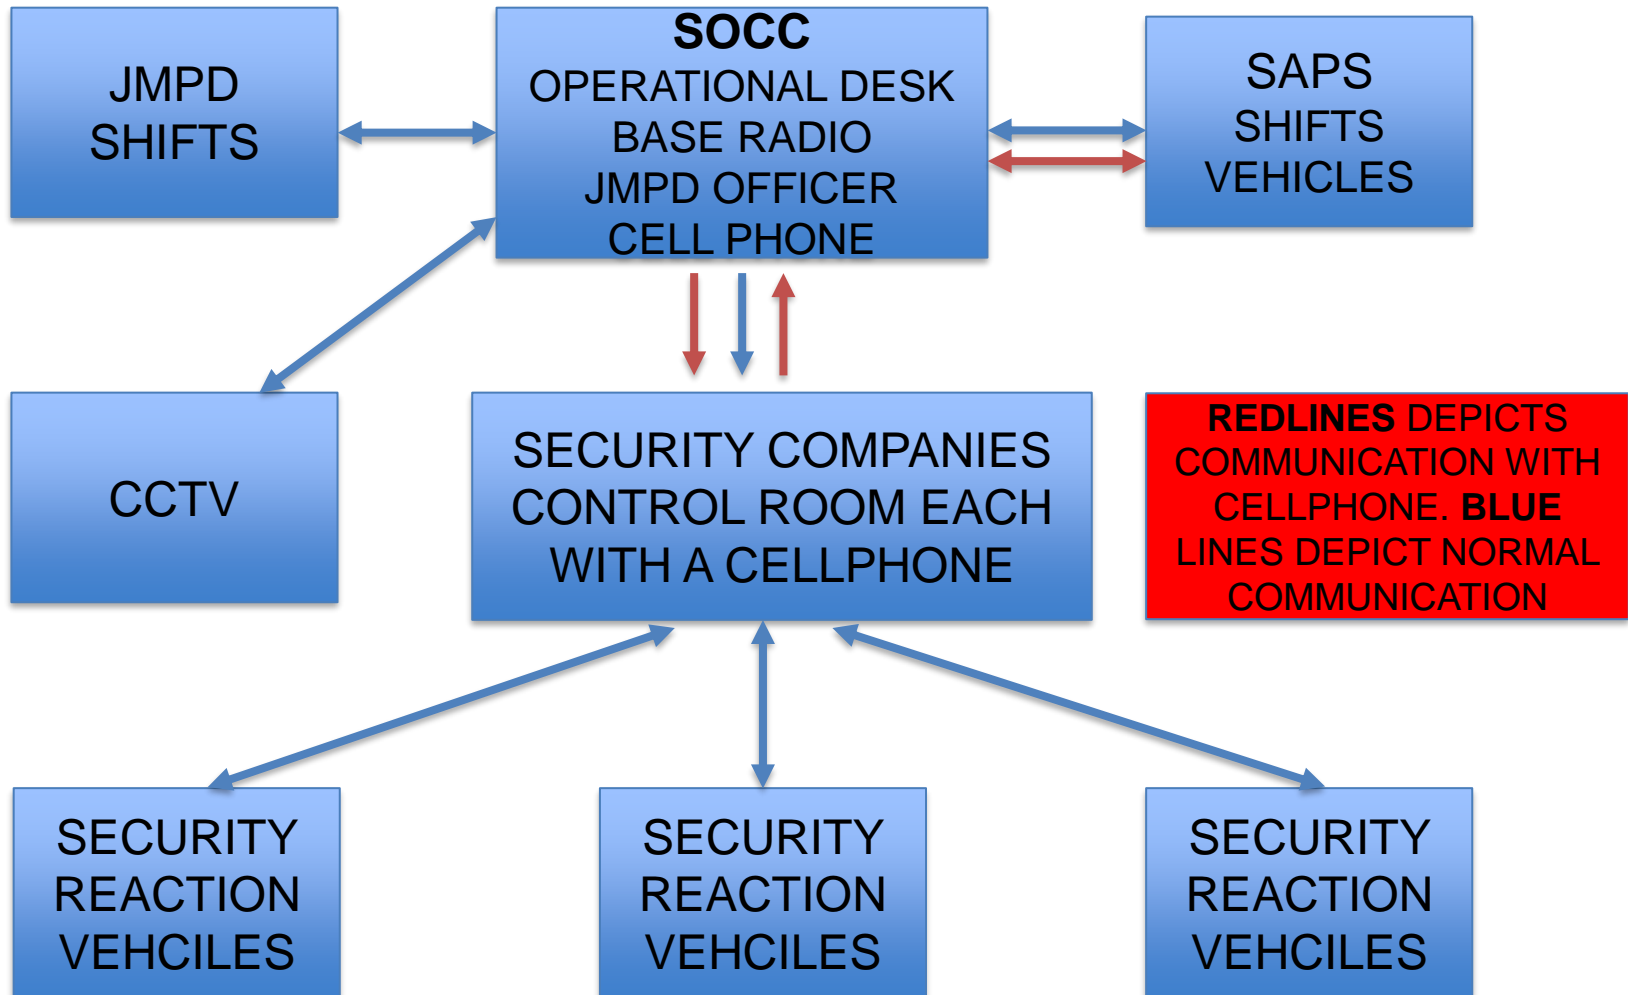 JMPD
SHIFTS
SOCC
OPERATIONAL DESK
BASE RADIO
JMPD OFFICER
CELL PHONE
SAPS
SHIFTS
VEHICLES
CCTV
SECURITY COMPANIES
CONTROL ROOM EACH
WITH A CELLPHONE
REDLINES DEPICTS
COMMUNICATION WITH
CELLPHONE. BLUE
LINES DEPICT NORMAL
COMMUNICATION
SECURITY
REACTION
VEHCILES
SECURITY
REACTION
VEHCILES
SECURITY
REACTION
VEHCILES